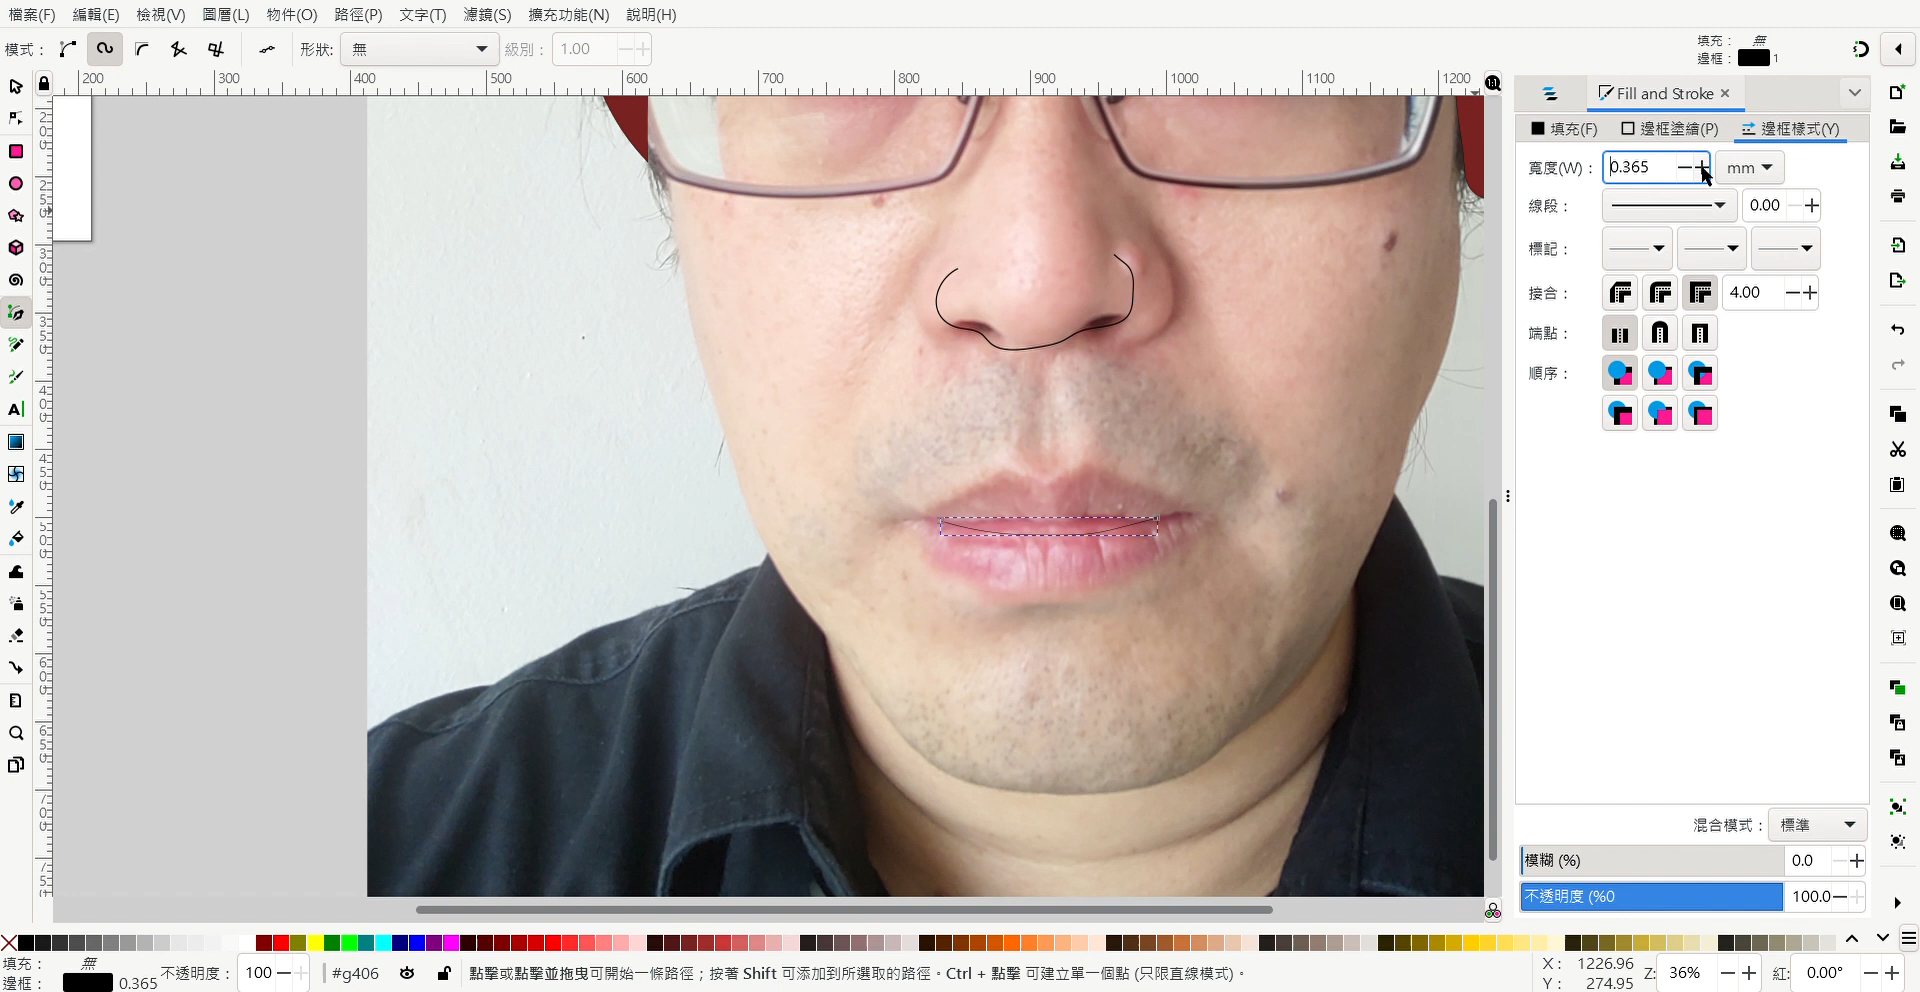 檔案(F) 編輯(E) 檢視(V) 圖層(L) 物件(O) 路徑(P) 文字(T) 濾鏡(S) 擴充功能(N) 說明(H)
模式： 形狀: 無 級別： 1.00
填充： 無
邊框： 1
200 300 400 500 600 700 800 900 1000 1100 1200
Fill and Stroke
填充(F) 邊框塗繪(P) 邊框樣式(Y)
寬度(W)： 0.365 mm
線段： 0.00
標記：
接合： 4.00
端點：
順序：
混合模式： 標準
模糊 (%) 0.0
不透明度 (%0 100.0
填充： 無
邊框： 0.365
不透明度： 100
#g406
點擊或點擊並拖曳可開始一條路徑；按著 Shift 可添加到所選取的路徑。Ctrl + 點擊 可建立單一個點 (只限直線模式)。
X： 1226.96
Y： 274.95
Z: 36%
紅: 0.00°